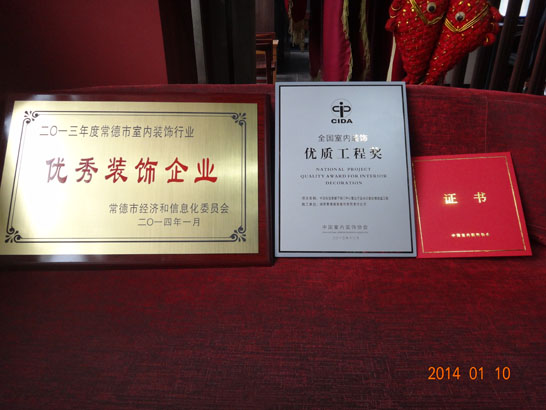 二〇一三年度常德市室内装饰行业
优秀装饰企业
常德市经济和信息化委员会
二〇一四年一月
CIDA
全国室内装饰
优质工程奖
NATIONAL PROJECT
QUALITY AWARD FOR INTERIOR
DECORATION
中国室内装饰协会
证书
2014 01 10